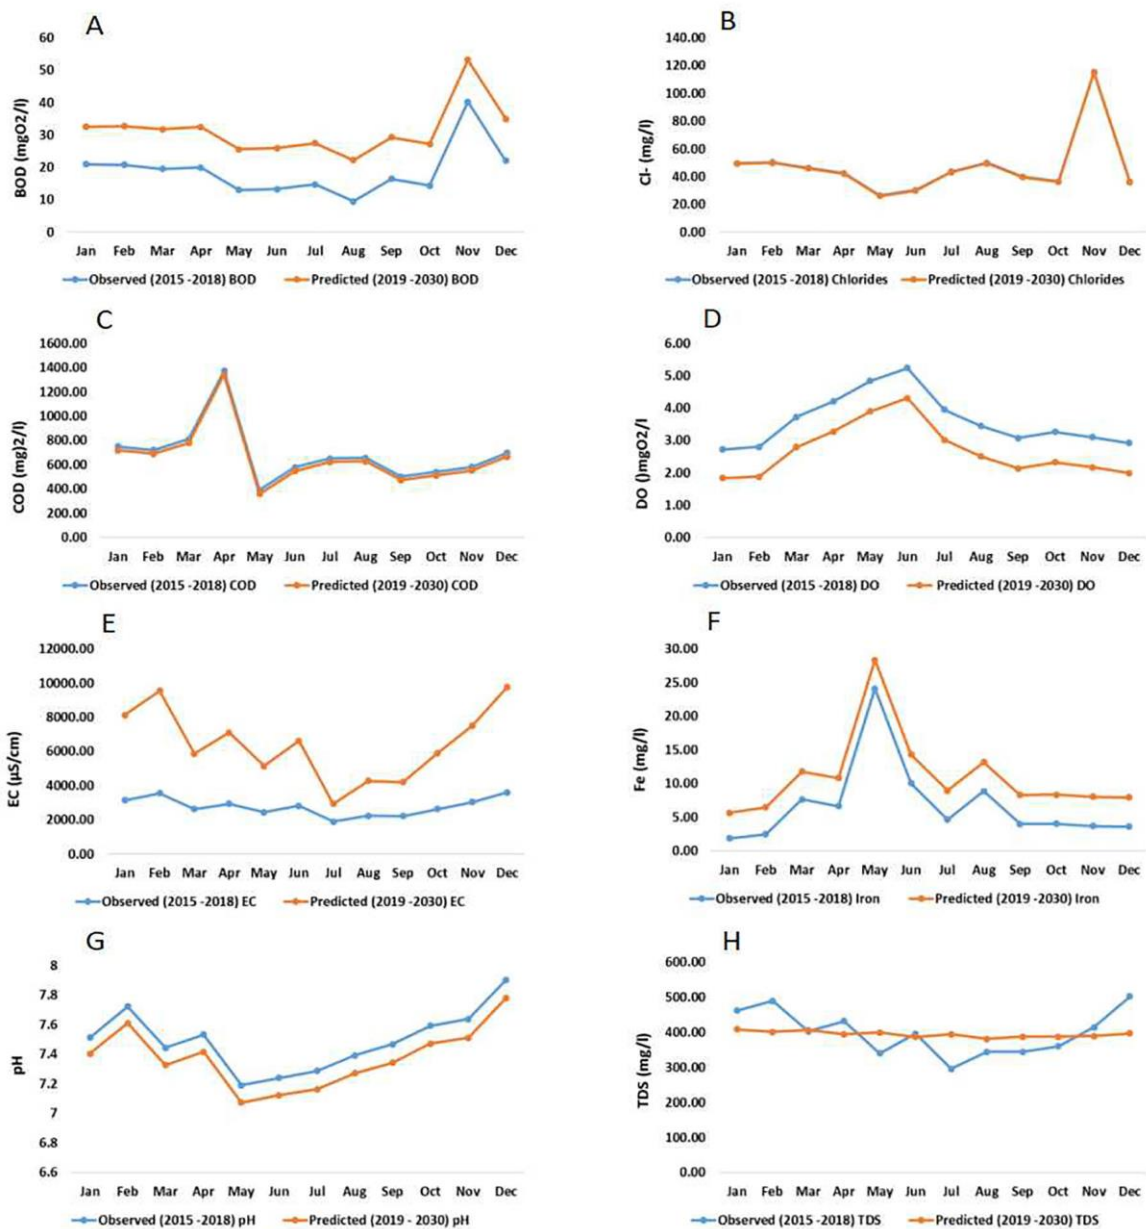 A
BOD (mgO2/l)
60
50
40
30
20
10
0
Jan Feb Mar Apr May Jun Jul Aug Sep Oct Nov Dec
Observed (2015 -2018) BOD Predicted (2019 -2030) BOD
B
Cl- (mg/l)
140.00
120.00
100.00
80.00
60.00
40.00
20.00
0.00
Jan Feb Mar Apr May Jun Jul Aug Sep Oct Nov Dec
Observed (2015 -2018) Chlorides Predicted (2019 -2030) Chlorides
C
COD (mg)2/l)
1600.00
1400.00
1200.00
1000.00
800.00
600.00
400.00
200.00
0.00
Jan Feb Mar Apr May Jun Jul Aug Sep Oct Nov Dec
Observed (2015 -2018) COD Predicted (2019 -2030) COD
D
DO ()mgO2/l
6.00
5.00
4.00
3.00
2.00
1.00
0.00
Jan Feb Mar Apr May Jun Jul Aug Sep Oct Nov Dec
Observed (2015 -2018) DO Predicted (2019 -2030) DO
E
EC (µS/cm)
12000.00
10000.00
8000.00
6000.00
4000.00
2000.00
0.00
Jan Feb Mar Apr May Jun Jul Aug Sep Oct Nov Dec
Observed (2015 -2018) EC Predicted (2019 -2030) EC
F
Fe (mg/l)
30.00
25.00
20.00
15.00
10.00
5.00
0.00
Jan Feb Mar Apr May Jun Jul Aug Sep Oct Nov Dec
Observed (2015 -2018) Iron Predicted (2019 -2030) Iron
G
pH
8
7.8
7.6
7.4
7.2
7
6.8
6.6
Jan Feb Mar Apr May Jun Jul Aug Sep Oct Nov Dec
Observed (2015 -2018) pH Predicted (2019 - 2030) pH
H
TDS (mg/l)
600.00
500.00
400.00
300.00
200.00
100.00
0.00
Jan Feb Mar Apr May Jun Jul Aug Sep Oct Nov Dec
Observed (2015 -2018) TDS Predicted (2019 -2030) TDS